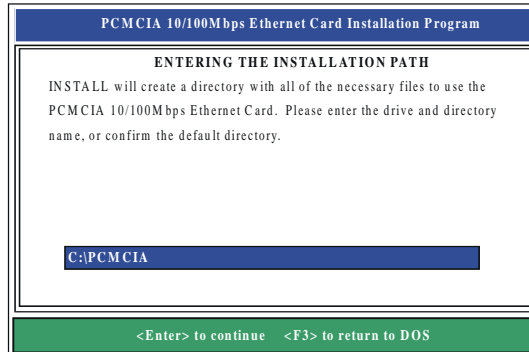 PCMCIA 10/100Mbps Ethernet Card Installation Program
ENTERING THE INSTALLATION PATH
INSTALL will create a directory with all of the necessary files to use the
PCMCIA 10/100Mbps Ethernet Card. Please enter the drive and directory
name, or confirm the default directory.
C:\PCMCIA
<Enter> to continue <F3> to return to DOS